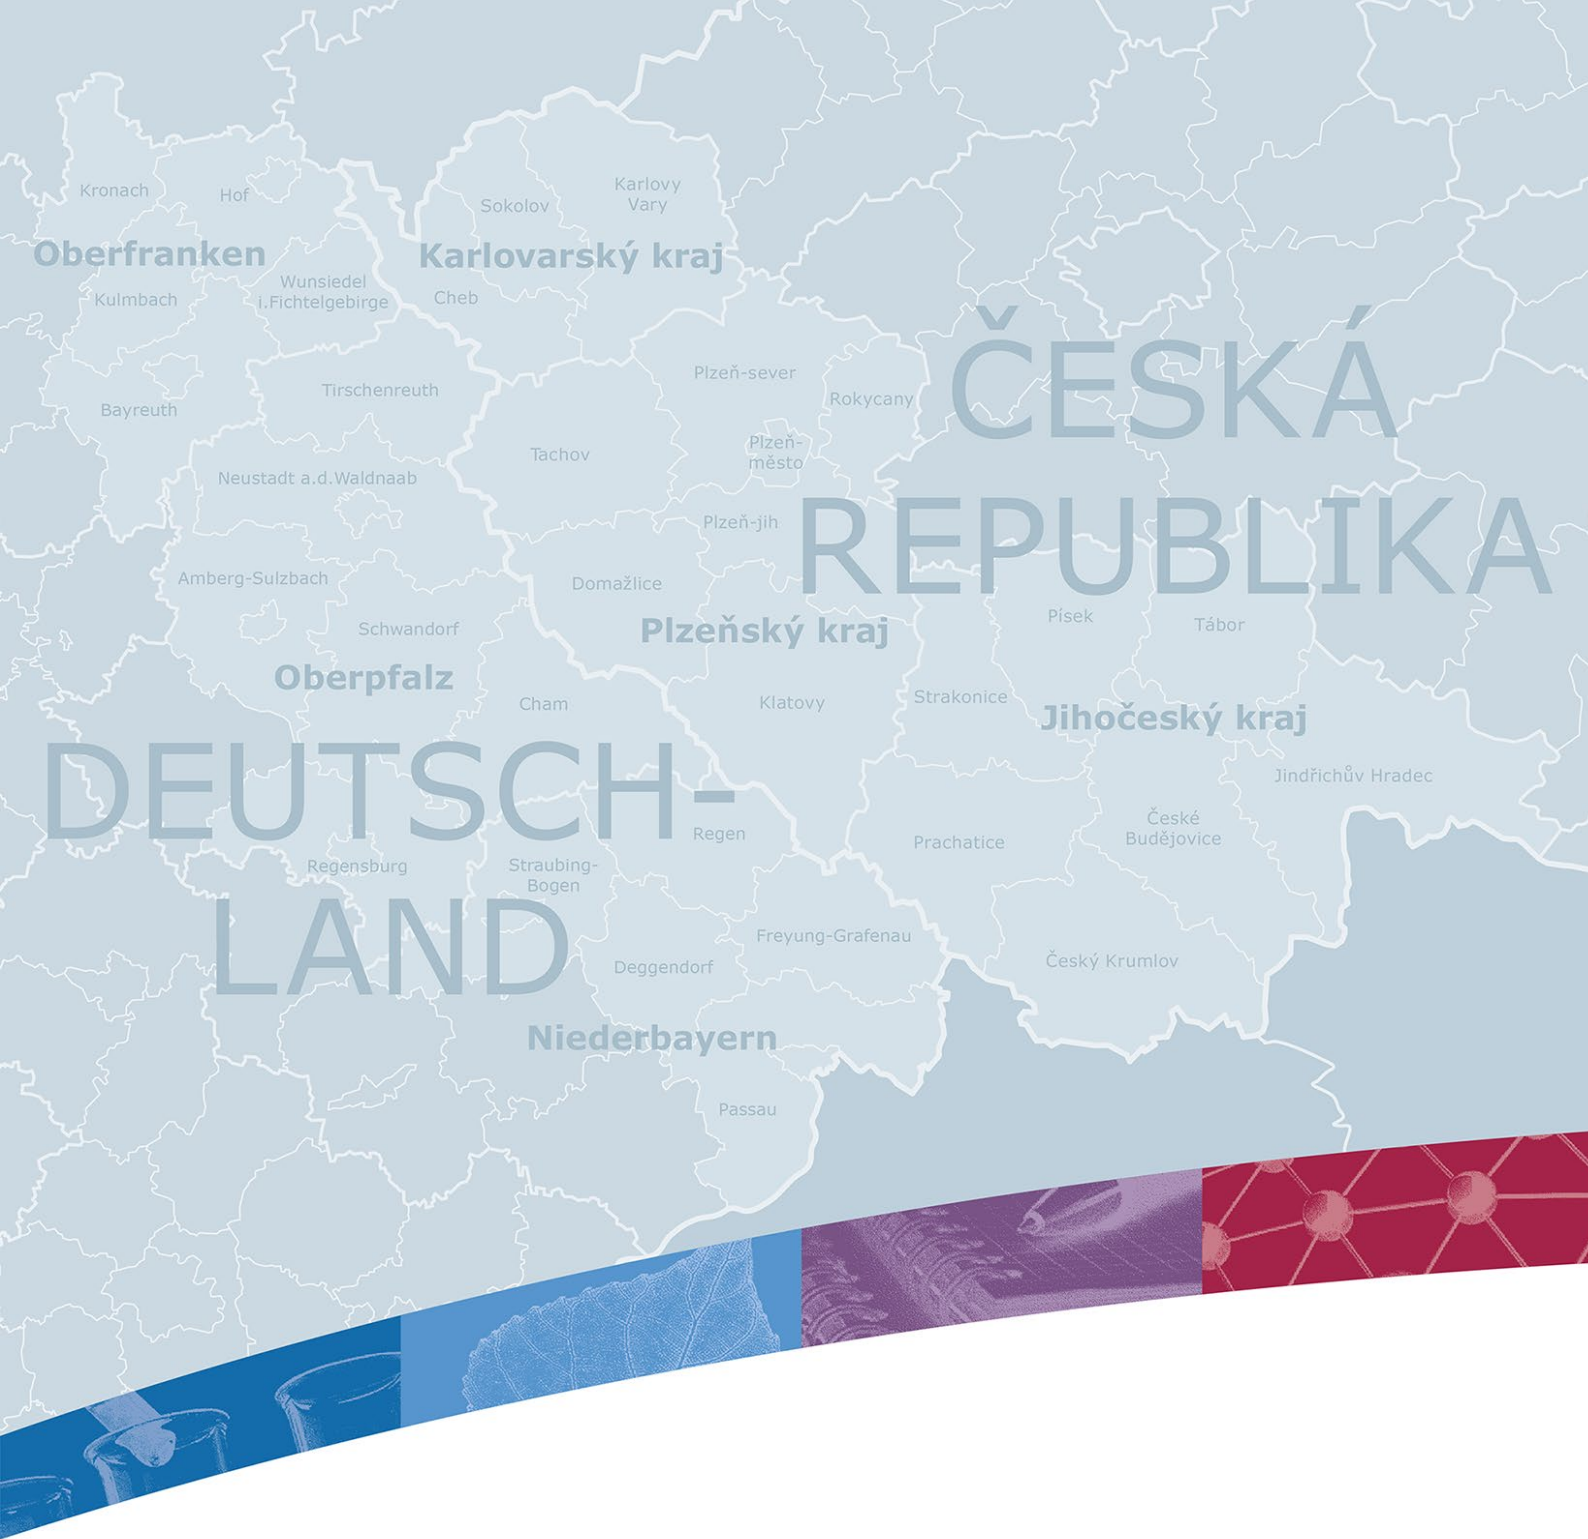 Kronach
Hof
Oberfranken
Kulmbach
Wunsiedel
i.Fichtelgebirge
Bayreuth
Sokolov
Karlovy
Vary
Karlovarský kraj
Cheb
Tirschenreuth
Neustadt a.d.Waldnaab
Tachov
Plzeň-sever
Rokycany
Plzeň-
město
Plzeň-jih
ČESKÁ
REPUBLIKA
Amberg-Sulzbach
Schwandorf
Oberpfalz
Cham
Domažlice
Plzeňský kraj
Klatovy
Písek
Tábor
Strakonice
Jihočeský kraj
Jindřichův Hradec
České
Budějovice
Prachatice
Český Krumlov
DEUTSCH-
LAND
Regen
Regensburg
Straubing-
Bogen
Freyung-Grafenau
Deggendorf
Niederbayern
Passau